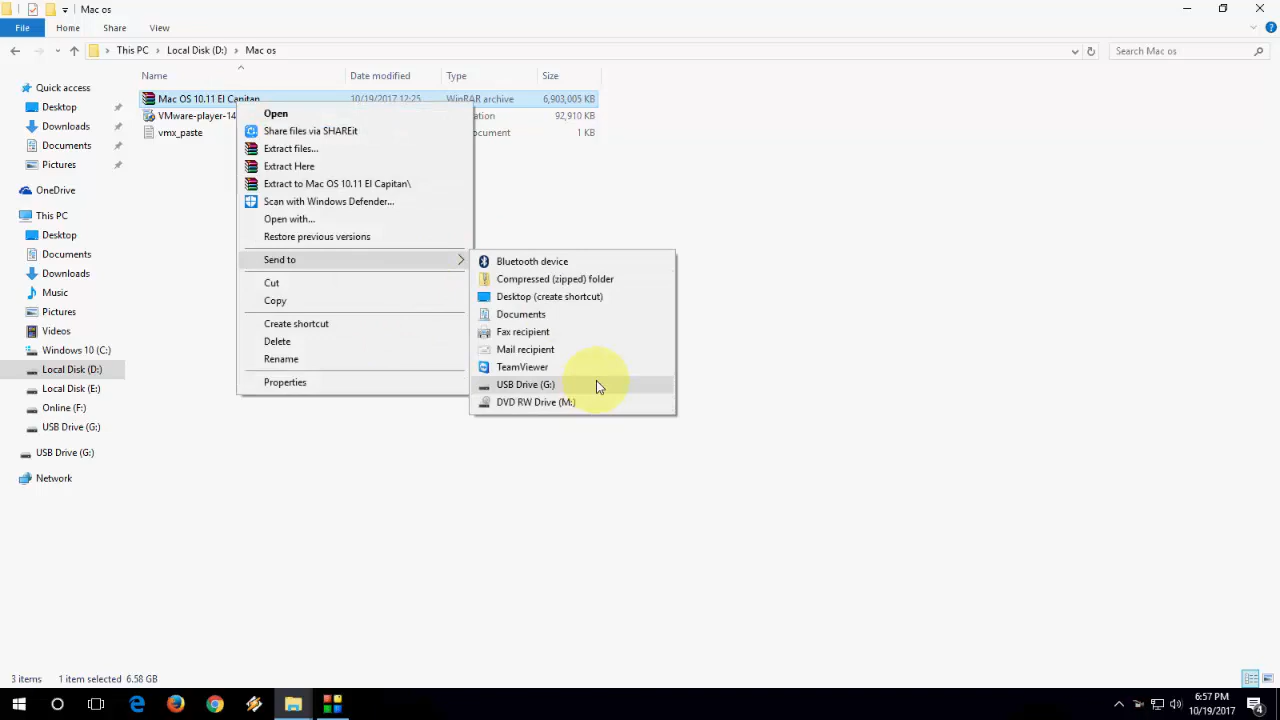 Mac os
File Home Share View
This PC Local Disk (D:) Mac os Search Mac os
Name Date modified Type Size
Mac OS 10.11 El Capitan 10/19/2017 12:25 WinRAR archive 6,903,005 KB
VMware-player-14 ation 92,910 KB
vmx_paste ocument 1 KB
Quick access
Desktop
Downloads
Documents
Pictures
OneDrive
This PC
Desktop
Documents
Downloads
Music
Pictures
Videos
Windows 10 (C:)
Local Disk (D:)
Local Disk (E:)
Online (F:)
USB Drive (G:)
USB Drive (G:)
Network
Open
Share files via SHAREit
Extract files...
Extract Here
Extract to Mac OS 10.11 El Capitan\
Scan with Windows Defender...
Open with...
Restore previous versions
Send to
Cut
Copy
Create shortcut
Delete
Rename
Properties
Bluetooth device
Compressed (zipped) folder
Desktop (create shortcut)
Documents
Fax recipient
Mail recipient
TeamViewer
USB Drive (G:)
DVD RW Drive (M:)
3 items 1 item selected 6.58 GB
6:57 PM
10/19/2017
4